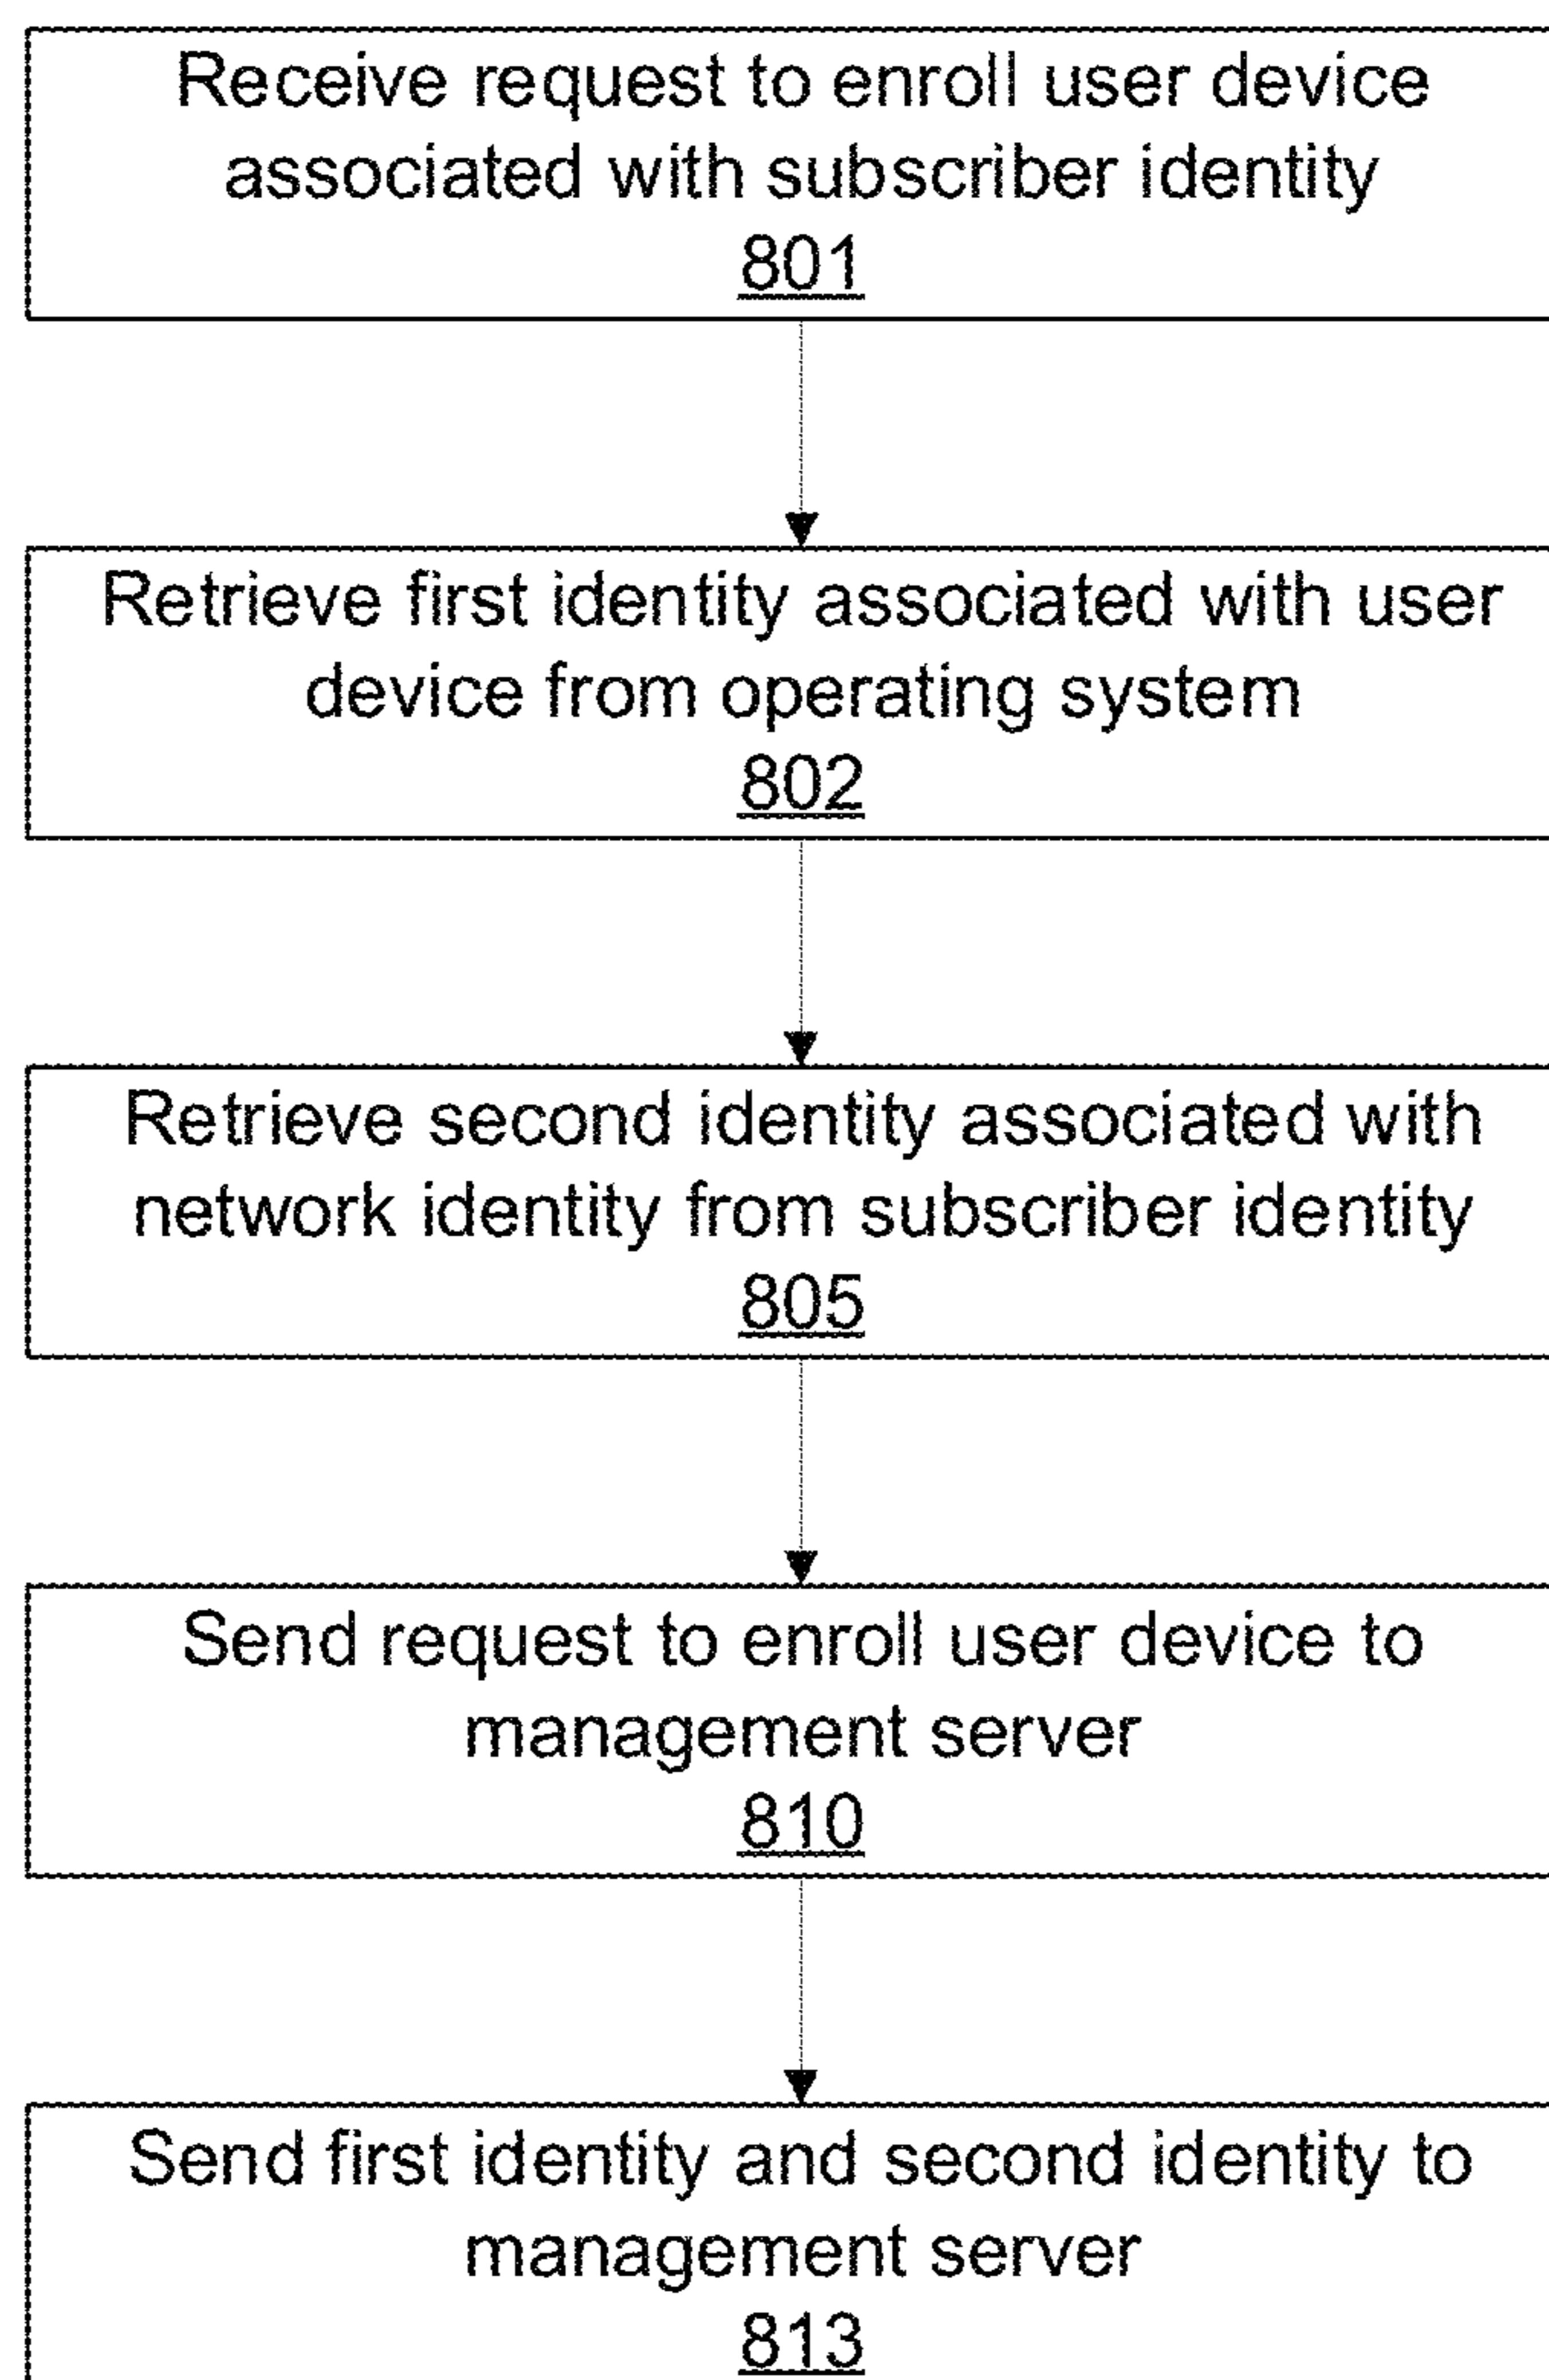 Receive request to enroll user device
associated with subscriber identity
801
Retrieve first identity associated with user
device from operating system
802
Retrieve second identity associated with
network identity from subscriber identity
805
Send request to enroll user device to
management server
810
Send first identity and second identity to
management server
813